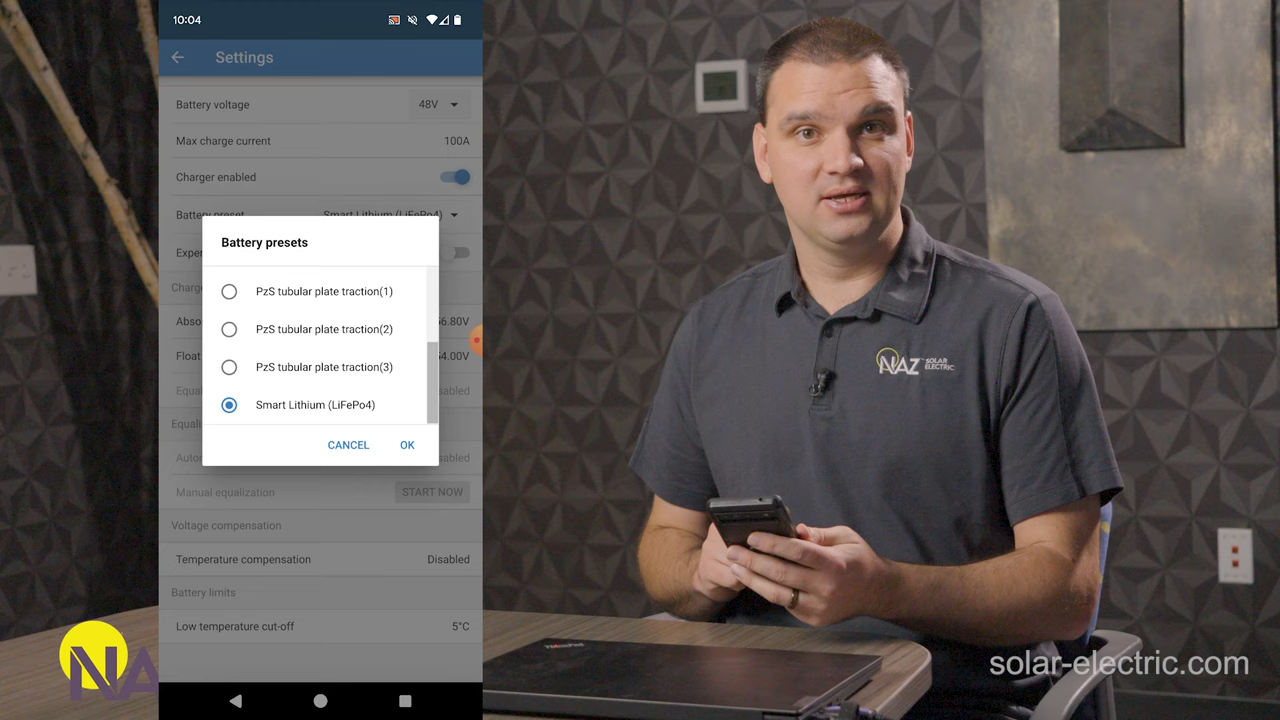 10:04
Settings
Battery voltage 48V
Max charge current 100A
Charger enabled
Battery preset Smart Lithium (LiFePo4)
Battery presets
PzS tubular plate traction(1)
PzS tubular plate traction(2)
PzS tubular plate traction(3)
Smart Lithium (LiFePo4)
CANCEL OK
Manual equalization START NOW
Voltage compensation
Temperature compensation Disabled
Battery limits
Low temperature cut-off 5°C
NAZ SOLAR
ELECTRIC
ThinkPad
NA
solar-electric.com